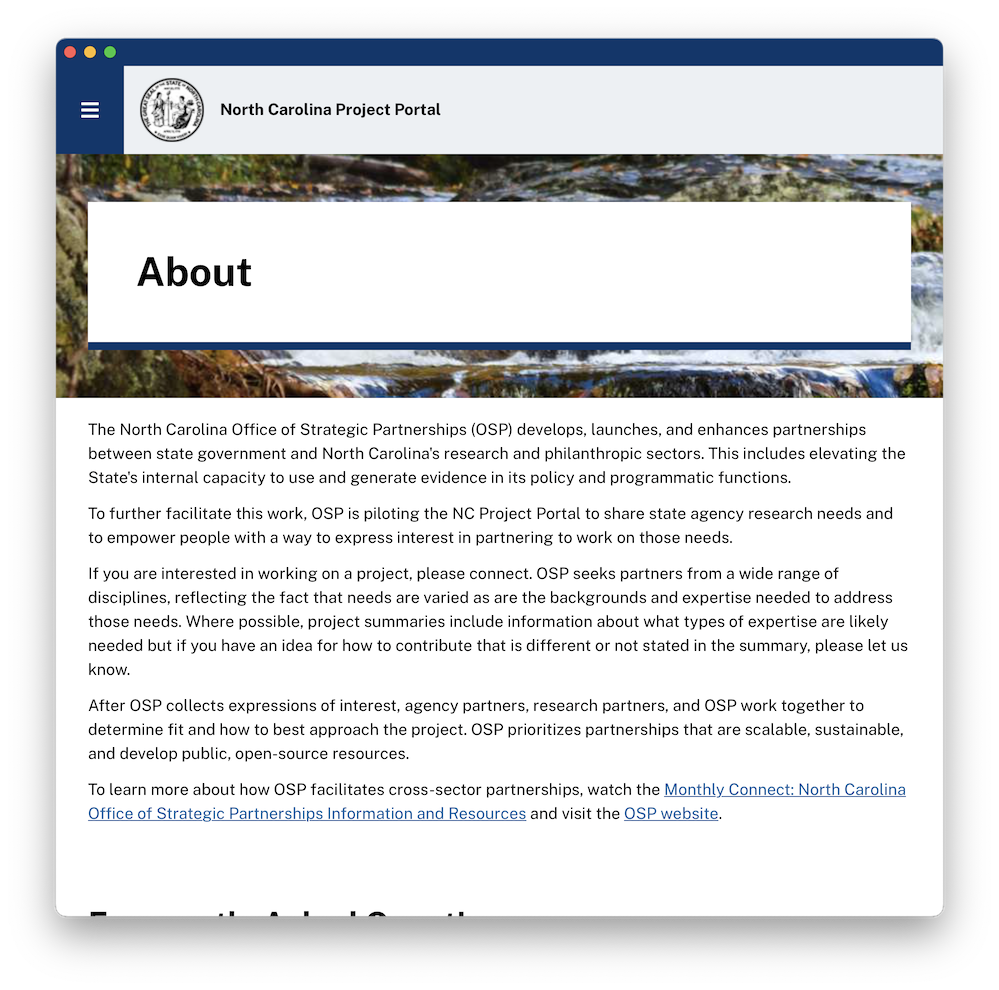 North Carolina Project Portal
About
The North Carolina Office of Strategic Partnerships (OSP) develops, launches, and enhances partnerships
between state government and North Carolina's research and philanthropic sectors. This includes elevating the
State's internal capacity to use and generate evidence in its policy and programmatic functions.
To further facilitate this work, OSP is piloting the NC Project Portal to share state agency research needs and
to empower people with a way to express interest in partnering to work on those needs.
If you are interested in working on a project, please connect. OSP seeks partners from a wide range of
disciplines, reflecting the fact that needs are varied as are the backgrounds and expertise needed to address
those needs. Where possible, project summaries include information about what types of expertise are likely
needed but if you have an idea for how to contribute that is different or not stated in the summary, please let us
know.
After OSP collects expressions of interest, agency partners, research partners, and OSP work together to
determine fit and how to best approach the project. OSP prioritizes partnerships that are scalable, sustainable,
and develop public, open-source resources.
To learn more about how OSP facilitates cross-sector partnerships, watch the Monthly Connect: North Carolina
Office of Strategic Partnerships Information and Resources and visit the OSP website.